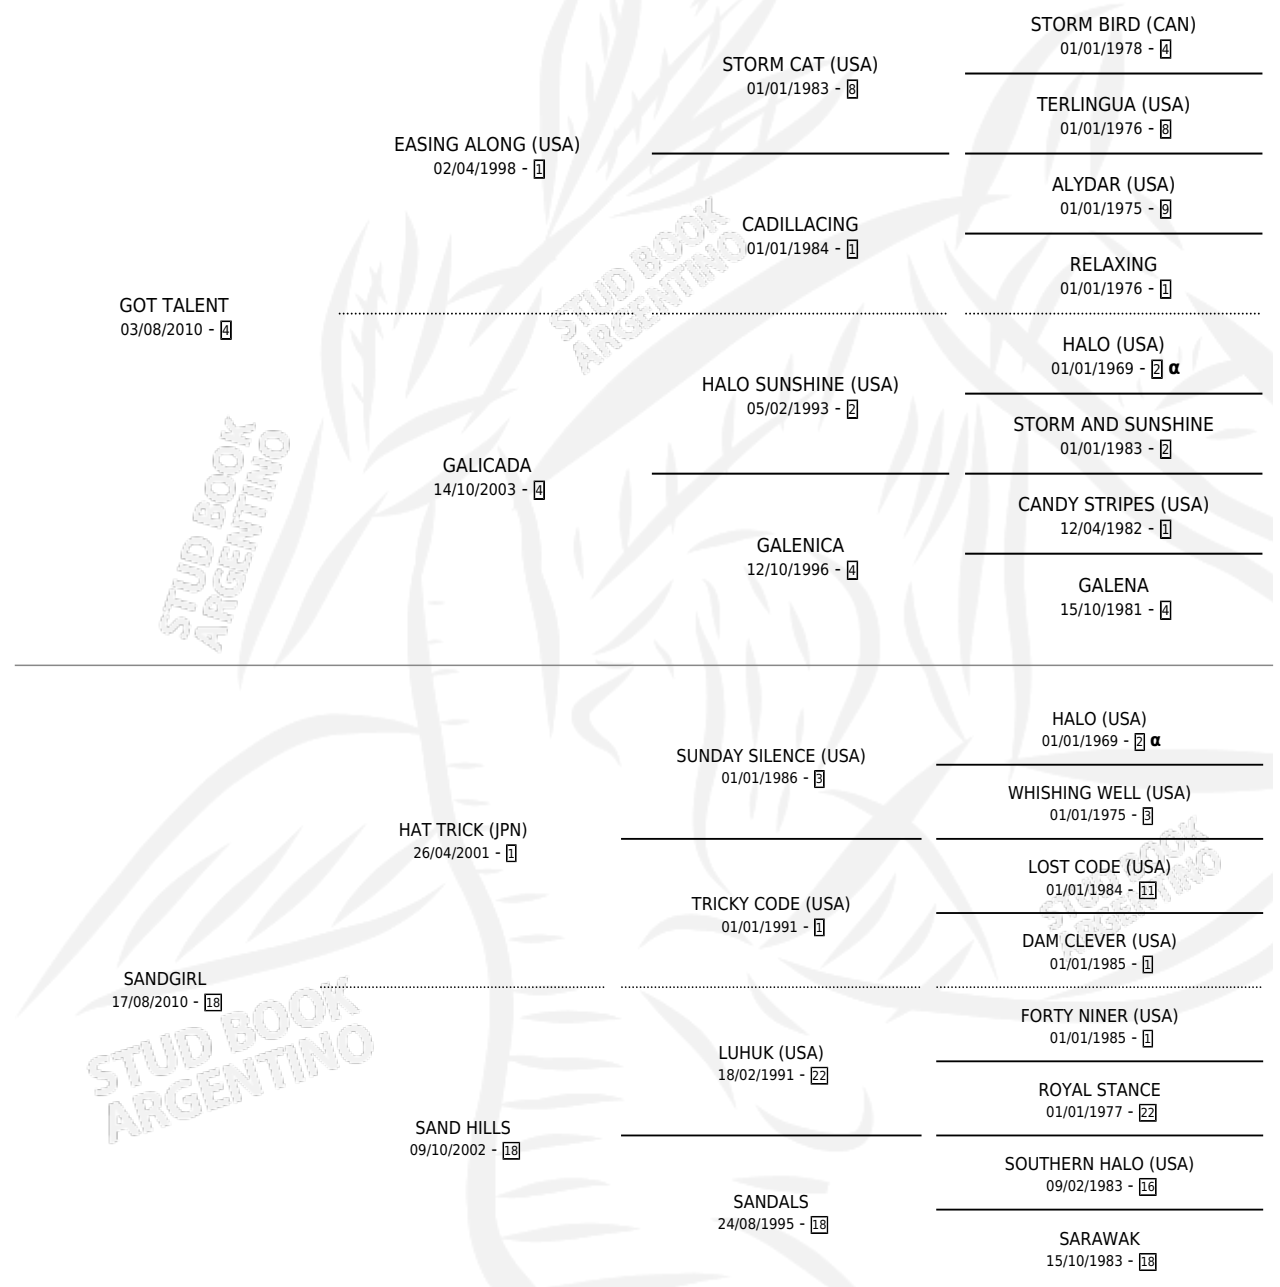 STORM BIRD (CAN)
01/01/1978 - 4
STORM CAT (USA)
01/01/1983 - 8
TERLINGUA (USA)
01/01/1976 - 8
EASING ALONG (USA)
02/04/1998 - 1
ALYDAR (USA)
01/01/1975 - 9
CADILLACING
01/01/1984 - 1
RELAXING
01/01/1976 - 1
GOT TALENT
03/08/2010 - 4
HALO (USA)
01/01/1969 - 2 α
HALO SUNSHINE (USA)
05/02/1993 - 2
STORM AND SUNSHINE
01/01/1983 - 2
GALICADA
14/10/2003 - 4
CANDY STRIPES (USA)
12/04/1982 - 1
GALENICA
12/10/1996 - 4
GALENA
15/10/1981 - 4
HALO (USA)
01/01/1969 - 2 α
SUNDAY SILENCE (USA)
01/01/1986 - 3
WHISHING WELL (USA)
01/01/1975 - 3
HAT TRICK (JPN)
26/04/2001 - 1
LOST CODE (USA)
01/01/1984 - 11
TRICKY CODE (USA)
01/01/1991 - 1
DAM CLEVER (USA)
01/01/1985 - 1
SANDGIRL
17/08/2010 - 18
FORTY NINER (USA)
01/01/1985 - 1
LUHUK (USA)
18/02/1991 - 22
ROYAL STANCE
01/01/1977 - 22
SAND HILLS
09/10/2002 - 18
SOUTHERN HALO (USA)
09/02/1983 - 16
SANDALS
24/08/1995 - 18
SARAWAK
15/10/1983 - 18
STUD BOOK
ARGENTINO
STUD BOOK
ARGENTINO
STUD BOOK
ARGENTINO
STUD BOOK
ARGENTINO